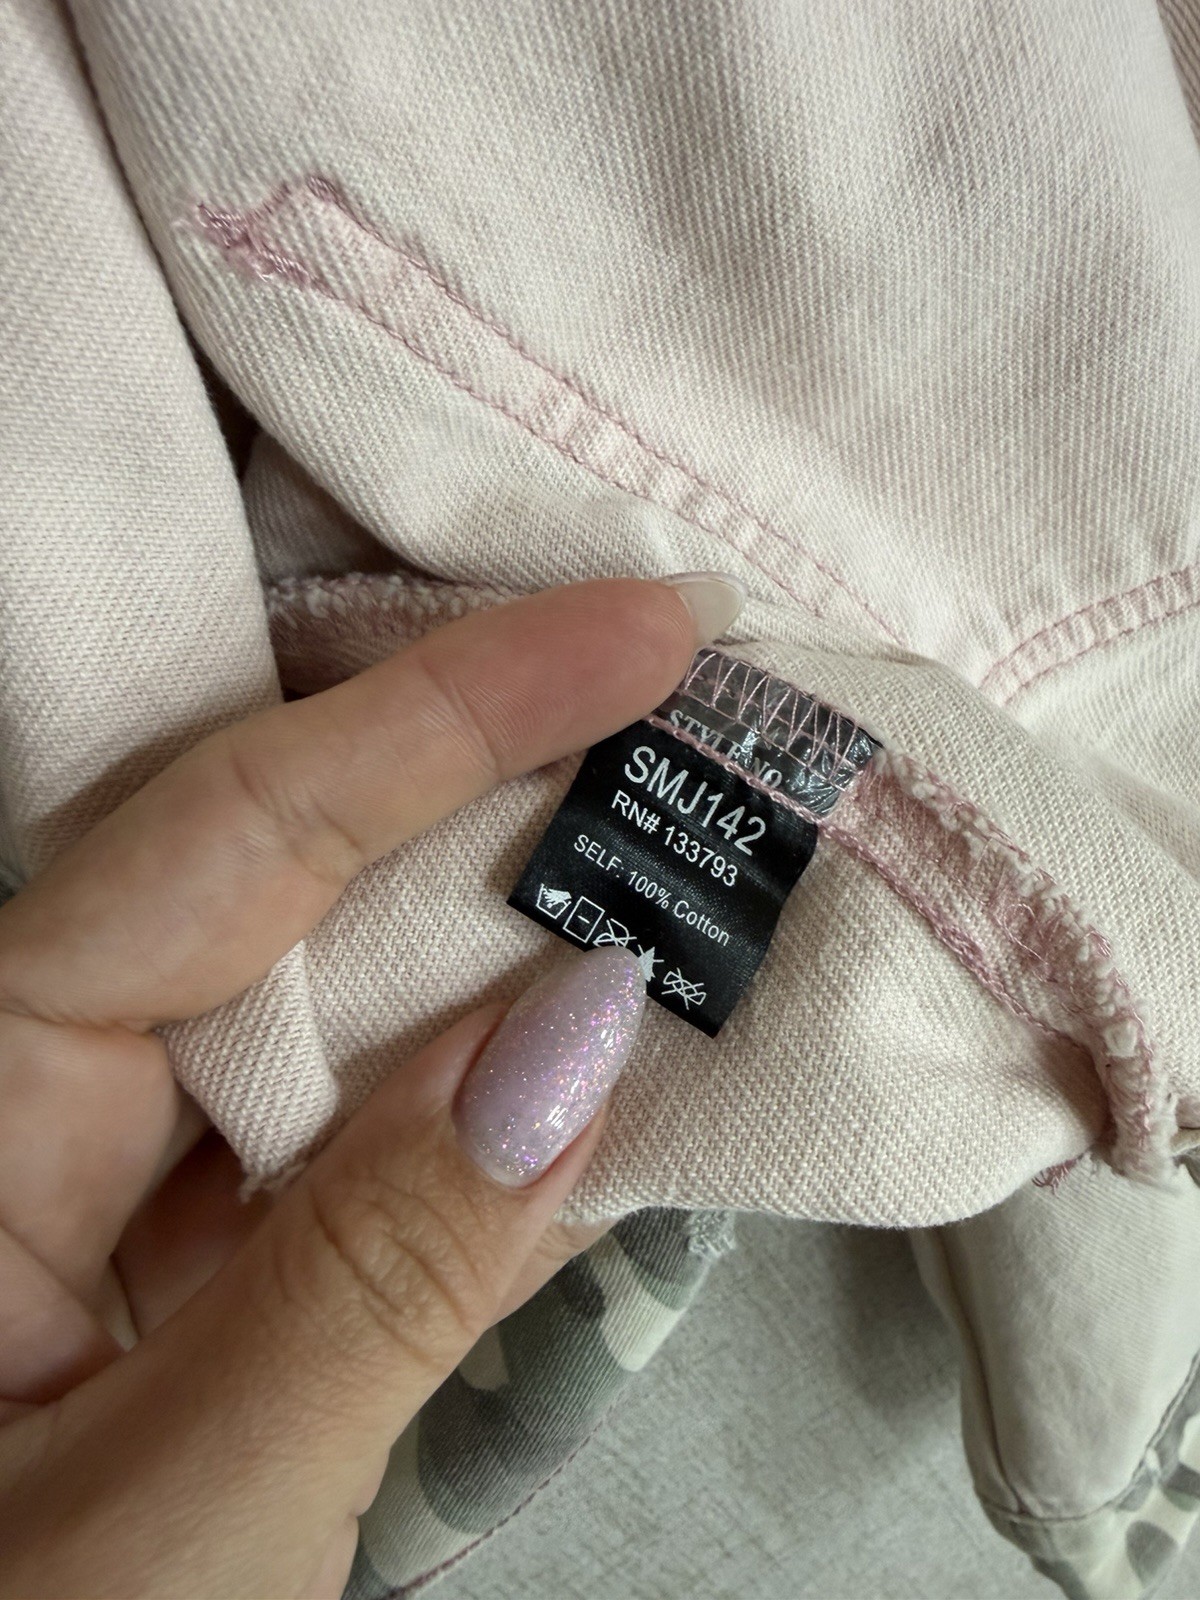 STYLE NO
SMJ142
RN# 133793
SELF: 100% Cotton